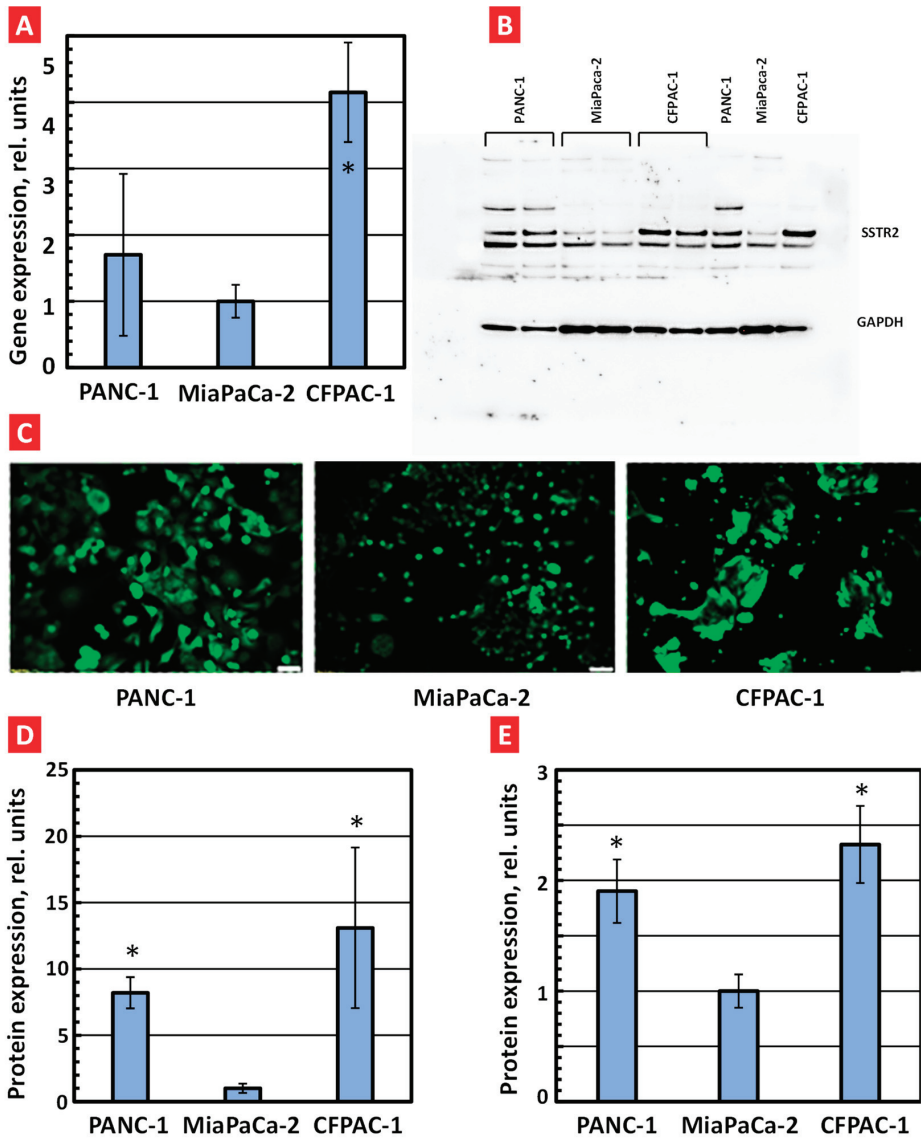 A
Gene expression, rel. units
5
4
3
2
1
0
*
PANC-1 MiaPaCa-2 CFPAC-1
B
PANC-1 MiaPaca-2 CFPAC-1 PANC-1 MiaPaca-2 CFPAC-1
SSTR2
GAPDH
C
PANC-1 MiaPaCa-2 CFPAC-1
D
Protein expression, rel. units
25
20
15
10
5
0
* *
PANC-1 MiaPaCa-2 CFPAC-1
E
Protein expression, rel. units
3
2
1
0
* *
PANC-1 MiaPaCa-2 CFPAC-1